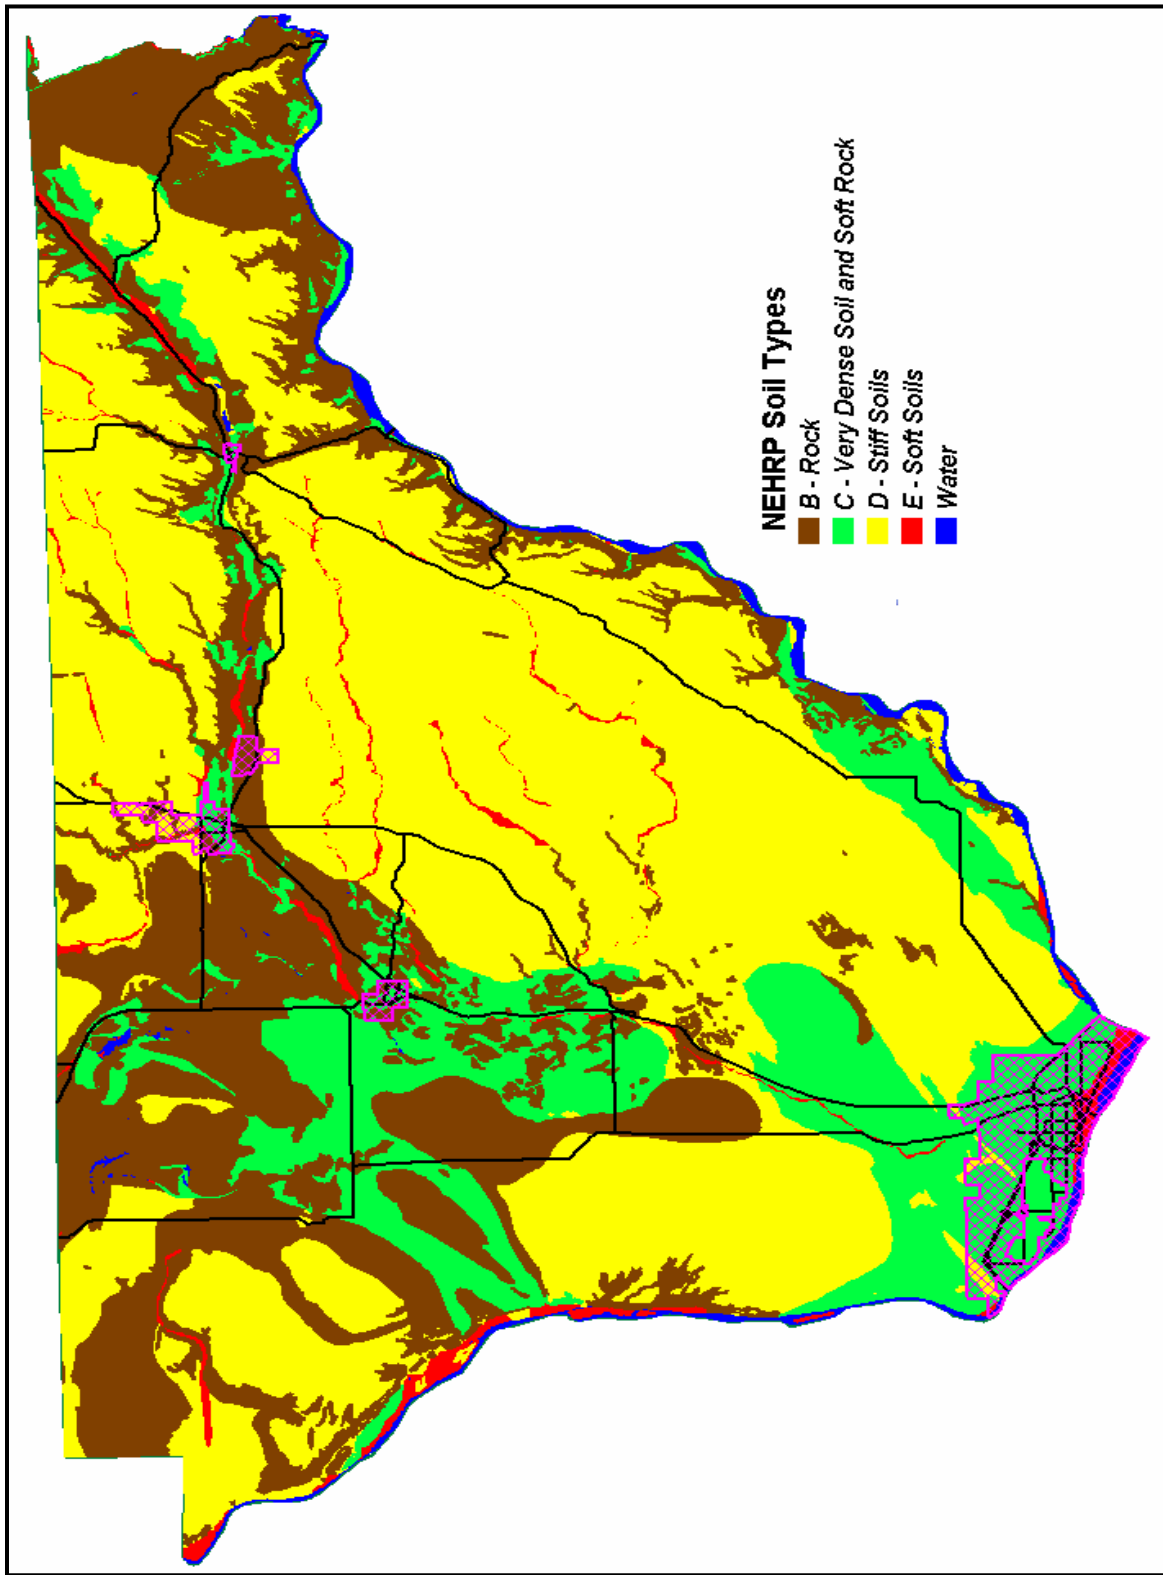 NEHRP Soil Types
B - Rock
C - Very Dense Soil and Soft Rock
D - Stiff Soils
E - Soft Soils
Water